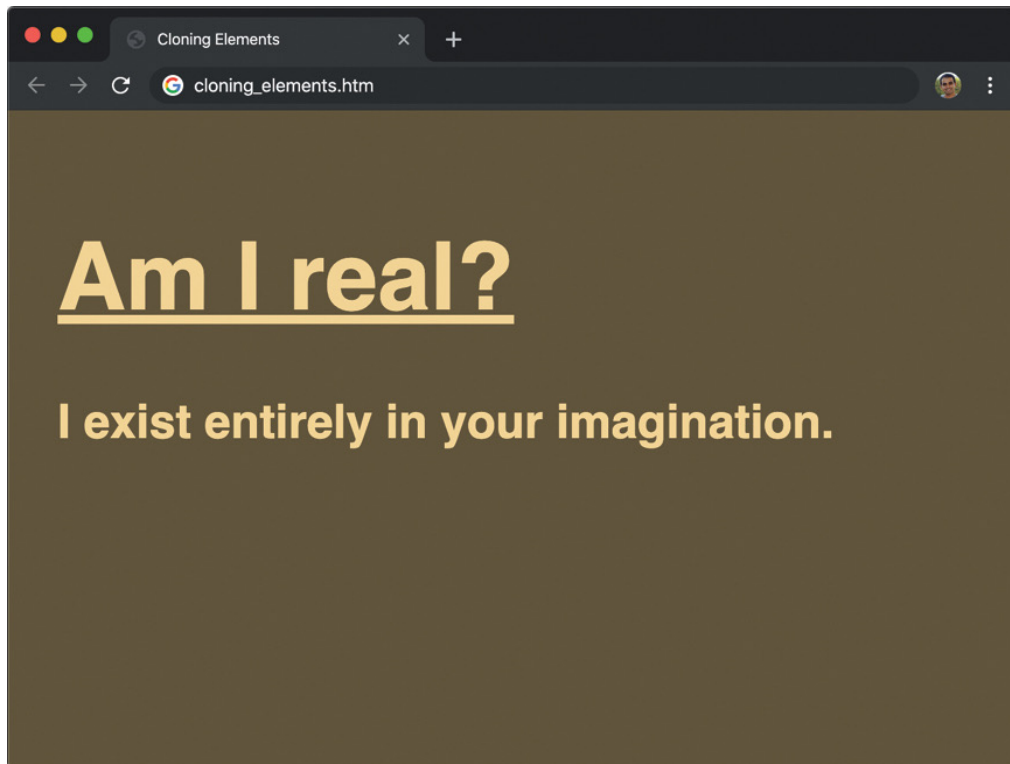 Cloning Elements
cloning_elements.htm
Am I real?
I exist entirely in your imagination.